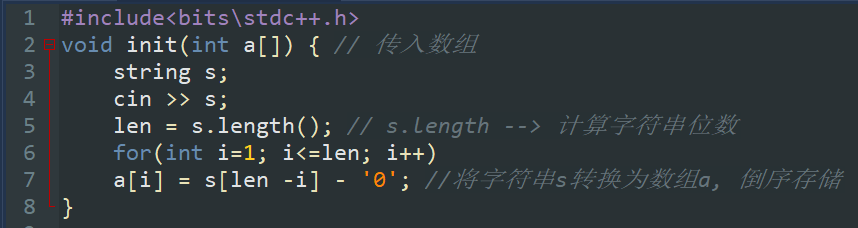 1 #include<bits\stdc++.h>
2 void init(int a[]) { // 传入数组
3 string s;
4 cin >> s;
5 len = s.length(); // s.length --> 计算字符串位数
6 for(int i=1; i<=len; i++)
7 a[i] = s[len -i] - '0'; //将字符串s转换为数组a, 倒序存储
8 }